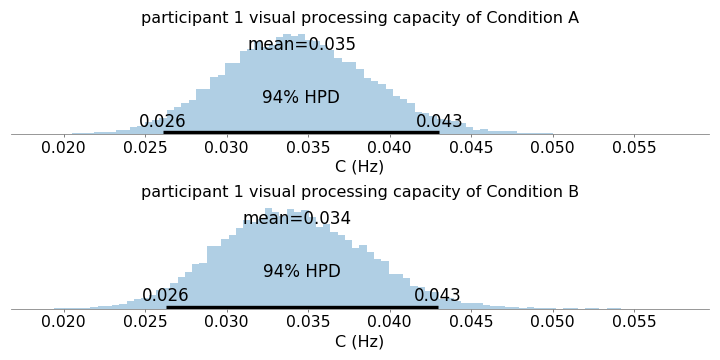 participant 1 visual processing capacity of Condition A
mean=0.035
94% HPD
0.026 0.043
0.020 0.025 0.030 0.035 0.040 0.045 0.050 0.055
C (Hz)
participant 1 visual processing capacity of Condition B
mean=0.034
94% HPD
0.026 0.043
0.020 0.025 0.030 0.035 0.040 0.045 0.050 0.055
C (Hz)